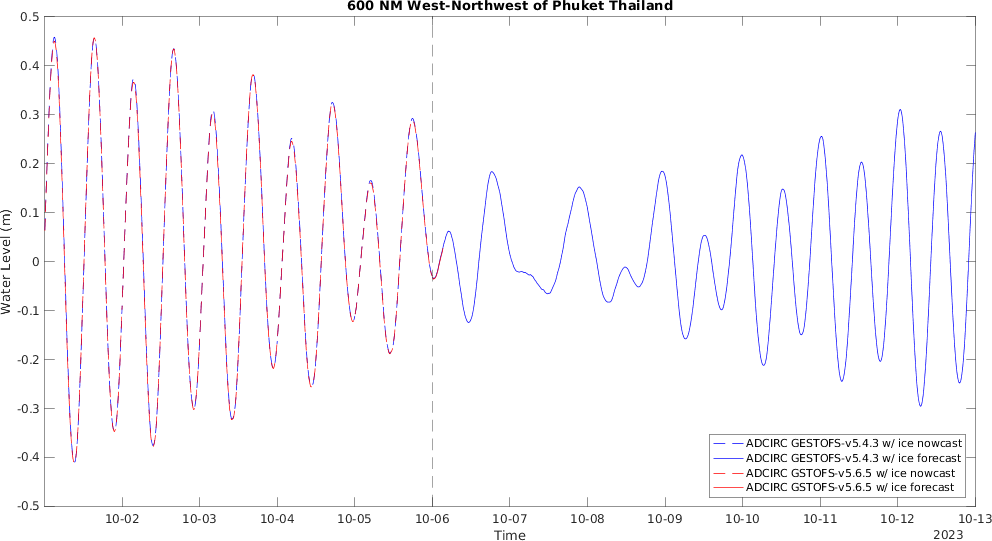 600 NM West-Northwest of Phuket Thailand
0.5
0.4
0.3
0.2
0.1
0
-0.1
-0.2
-0.3
-0.4
-0.5
Water Level (m)
10-02 10-03 10-04 10-05 10-06 10-07 10-08 10-09 10-10 10-11 10-12 10-13
Time
2023
ADCIRC GESTOFS-v5.4.3 w/ ice nowcast
ADCIRC GESTOFS-v5.4.3 w/ ice forecast
ADCIRC GSTOFS-v5.6.5 w/ ice nowcast
ADCIRC GSTOFS-v5.6.5 w/ ice forecast